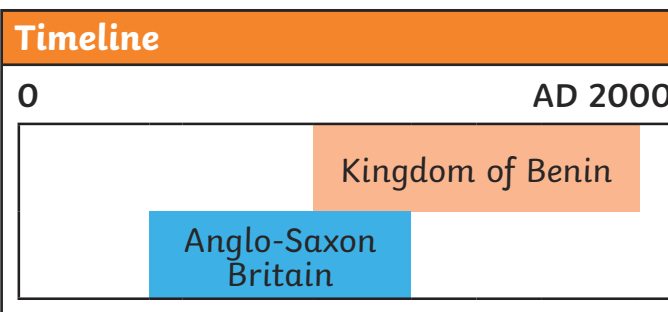 Timeline
0 AD 2000
Kingdom of Benin
Anglo-Saxon
Britain